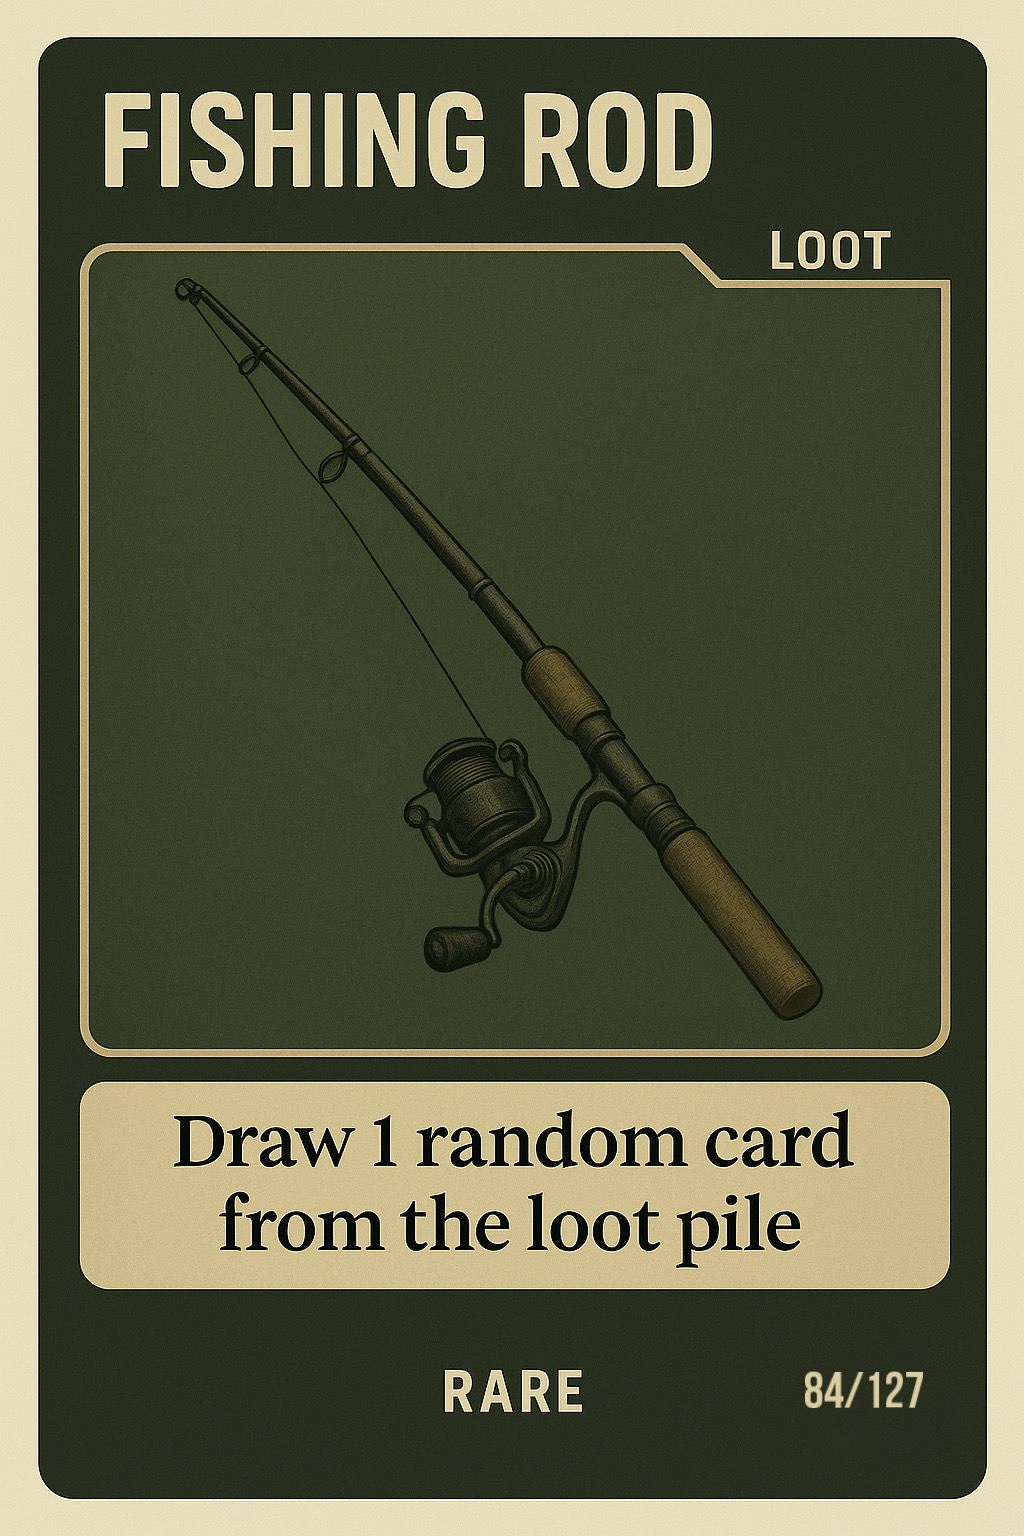 FISHING ROD
LOOT
Draw 1 random card
from the loot pile
RARE
84/127